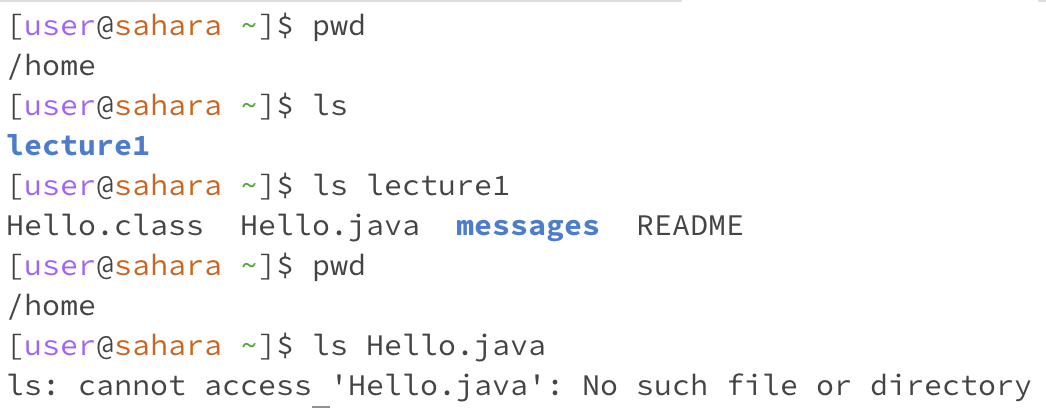 [user@sahara ~]$ pwd
/home
[user@sahara ~]$ ls
lecture1
[user@sahara ~]$ ls lecture1
Hello.class  Hello.java  messages  README
[user@sahara ~]$ pwd
/home
[user@sahara ~]$ ls Hello.java
ls: cannot access 'Hello.java': No such file or directory